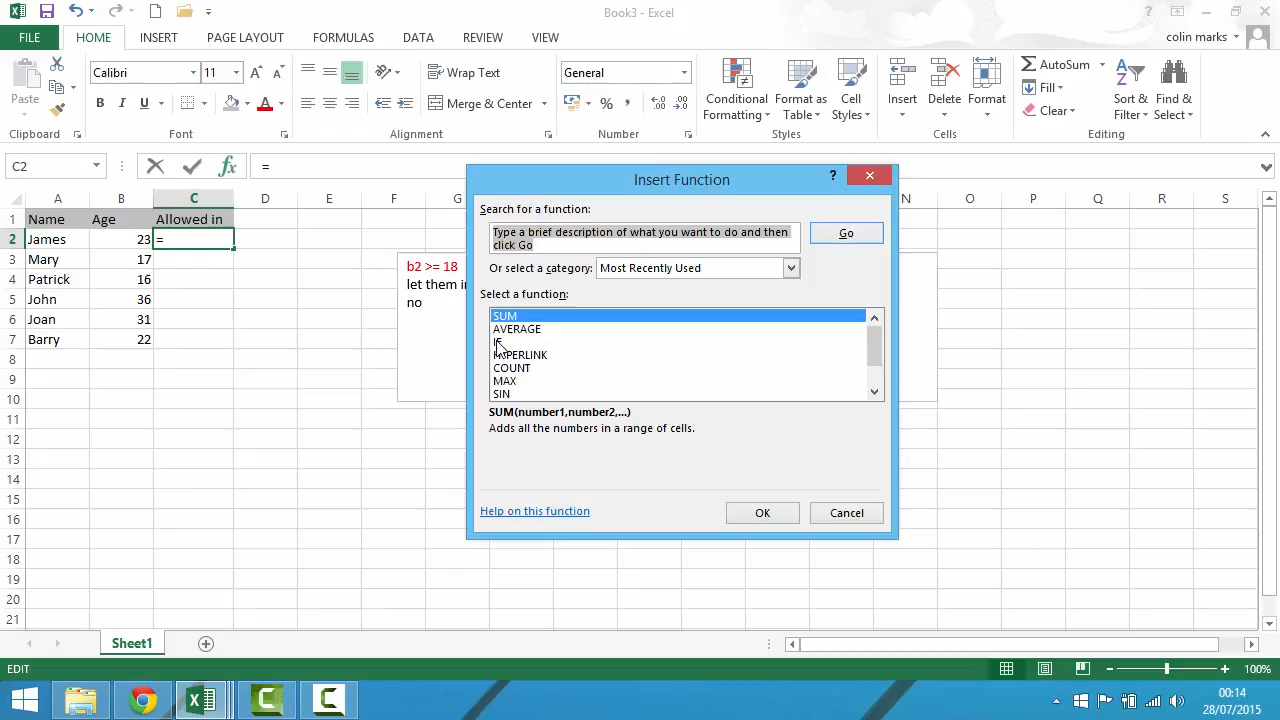 Book3 - Excel
FILE HOME INSERT PAGE LAYOUT FORMULAS DATA REVIEW VIEW colin marks
Paste
Calibri 11
B I U
Wrap Text
Merge & Center
General
% ,
Conditional Formatting
Format as Table
Cell Styles
Insert Delete Format
AutoSum
Fill
Clear
Sort & Filter
Find & Select
Clipboard Font Alignment Number Styles Cells Editing
C2 fx =
A B C D E F G N O P Q R S
1 Name Age Allowed in
2 James 23 =
3 Mary 17
4 Patrick 16
5 John 36
6 Joan 31
7 Barry 22
8
9
10
11
12
13
14
15
16
17
18
19
20
21
b2 >= 18
let them in
no
Insert Function
?
Search for a function:
Type a brief description of what you want to do and then
click Go
Go
Or select a category: Most Recently Used
Select a function:
SUM
AVERAGE
IF
HYPERLINK
COUNT
MAX
SIN
SUM(number1,number2,...)
Adds all the numbers in a range of cells.
Help on this function
OK
Cancel
Sheet1
EDIT
100%
00:14
28/07/2015